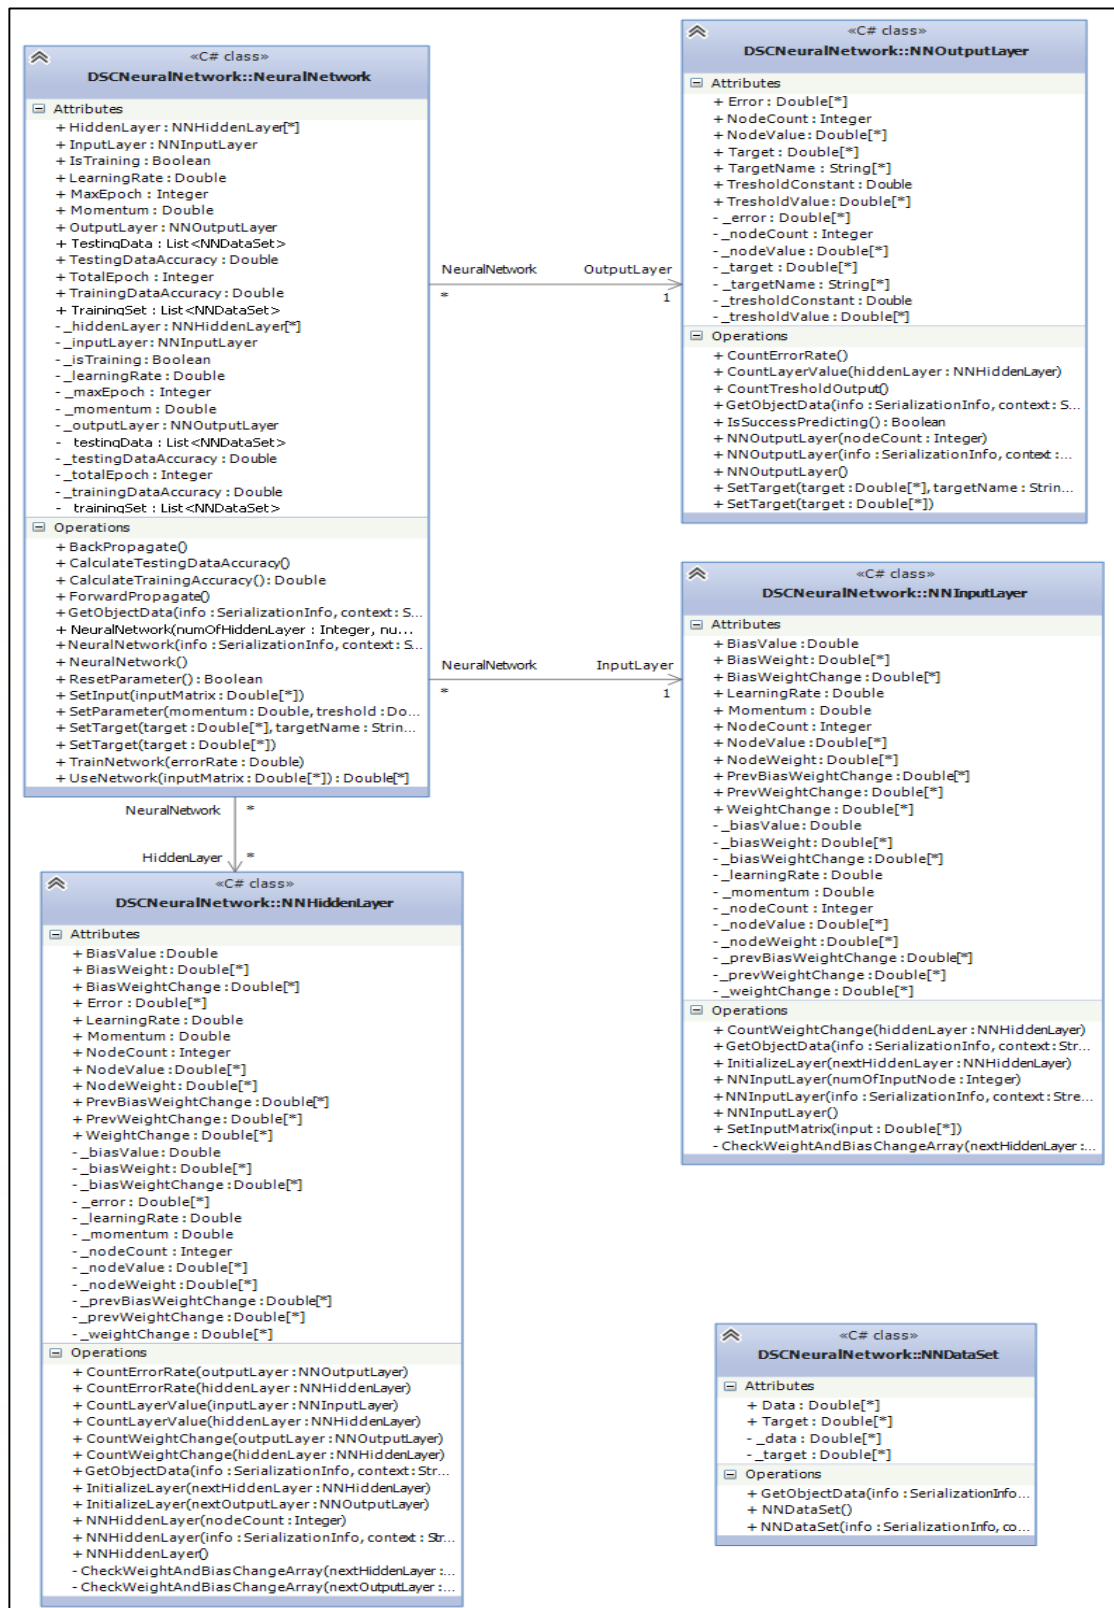 «C# class»
DSCNeuralNetwork::NeuralNetwork
Attributes
+ HiddenLayer : NNHiddenLayer[*]
+ InputLayer : NNInputLayer
+ IsTraining : Boolean
+ LearningRate : Double
+ MaxEpoch : Integer
+ Momentum : Double
+ OutputLayer : NNOutputLayer
+ TestingData : List<NNDataSet>
+ TestingDataAccuracy : Double
+ TotalEpoch : Integer
+ TrainingDataAccuracy : Double
+ TrainingSet : List<NNDataSet>
- _hiddenLayer : NNHiddenLayer[*]
- _inputLayer : NNInputLayer
- _isTraining : Boolean
- _learningRate : Double
- _maxEpoch : Integer
- _momentum : Double
- _outputLayer : NNOutputLayer
- testingData : List<NNDataSet>
- _testingDataAccuracy : Double
- _totalEpoch : Integer
- _trainingDataAccuracy : Double
- trainingSet : List<NNDataSet>
Operations
+ BackPropagate()
+ CalculateTestingDataAccuracy()
+ CalculateTrainingAccuracy() : Double
+ ForwardPropagate()
+ GetObjectData(info : SerializationInfo, context : S...
+ NeuralNetwork(numOfHiddenLayer : Integer, nu...
+ NeuralNetwork(info : SerializationInfo, context : S...
+ NeuralNetwork()
+ ResetParameter() : Boolean
+ SetInput(inputMatrix : Double[*])
+ SetParameter(momentum : Double, treshold : Do...
+ SetTarget(target : Double[*], targetName : Strin...
+ SetTarget(target : Double[*])
+ TrainNetwork(errorRate : Double)
+ UseNetwork(inputMatrix : Double[*]) : Double[*]
NeuralNetwork OutputLayer
* 1
«C# class»
DSCNeuralNetwork::NNOutputLayer
Attributes
+ Error : Double[*]
+ NodeCount : Integer
+ NodeValue : Double[*]
+ Target : Double[*]
+ TargetName : String[*]
+ TresholdConstant : Double
+ TresholdValue : Double[*]
- _error : Double[*]
- _nodeCount : Integer
- _nodeValue : Double[*]
- _target : Double[*]
- _targetName : String[*]
- _tresholdConstant : Double
- _tresholdValue : Double[*]
Operations
+ CountErrorRate()
+ CountLayerValue(hiddenLayer : NNHiddenLayer)
+ CountTresholdOutput()
+ GetObjectData(info : SerializationInfo, context : S...
+ IsSuccessPredicting() : Boolean
+ NNOutputLayer(nodeCount : Integer)
+ NNOutputLayer(info : SerializationInfo, context : ...
+ NNOutputLayer()
+ SetTarget(target : Double[*], targetName : Strin...
+ SetTarget(target : Double[*])
NeuralNetwork InputLayer
* 1
«C# class»
DSCNeuralNetwork::NNInputLayer
Attributes
+ BiasValue : Double
+ BiasWeight : Double[*]
+ BiasWeightChange : Double[*]
+ LearningRate : Double
+ Momentum : Double
+ NodeCount : Integer
+ NodeValue : Double[*]
+ NodeWeight : Double[*]
+ PrevBiasWeightChange : Double[*]
+ PrevWeightChange : Double[*]
+ WeightChange : Double[*]
- _biasValue : Double
- _biasWeight : Double[*]
- _biasWeightChange : Double[*]
- _learningRate : Double
- _momentum : Double
- _nodeCount : Integer
- _nodeValue : Double[*]
- _nodeWeight : Double[*]
- _prevBiasWeightChange : Double[*]
- _prevWeightChange : Double[*]
- _weightChange : Double[*]
Operations
+ CountWeightChange(hiddenLayer : NNHiddenLayer)
+ GetObjectData(info : SerializationInfo, context : Str...
+ InitializeLayer(nextHiddenLayer : NNHiddenLayer)
+ NNInputLayer(numOfInputNode : Integer)
+ NNInputLayer(info : SerializationInfo, context : Stre...
+ NNInputLayer()
+ SetInputMatrix(input : Double[*])
- CheckWeightAndBiasChangeArray(nextHiddenLayer : ...
NeuralNetwork *
HiddenLayer *
«C# class»
DSCNeuralNetwork::NNHiddenLayer
Attributes
+ BiasValue : Double
+ BiasWeight : Double[*]
+ BiasWeightChange : Double[*]
+ Error : Double[*]
+ LearningRate : Double
+ Momentum : Double
+ NodeCount : Integer
+ NodeValue : Double[*]
+ NodeWeight : Double[*]
+ PrevBiasWeightChange : Double[*]
+ PrevWeightChange : Double[*]
+ WeightChange : Double[*]
- _biasValue : Double
- _biasWeight : Double[*]
- _biasWeightChange : Double[*]
- _error : Double[*]
- _learningRate : Double
- _momentum : Double
- _nodeCount : Integer
- _nodeValue : Double[*]
- _nodeWeight : Double[*]
- _prevBiasWeightChange : Double[*]
- _prevWeightChange : Double[*]
- _weightChange : Double[*]
Operations
+ CountErrorRate(outputLayer : NNOutputLayer)
+ CountErrorRate(hiddenLayer : NNHiddenLayer)
+ CountLayerValue(inputLayer : NNInputLayer)
+ CountLayerValue(hiddenLayer : NNHiddenLayer)
+ CountWeightChange(outputLayer : NNOutputLayer)
+ CountWeightChange(hiddenLayer : NNHiddenLayer)
+ GetObjectData(info : SerializationInfo, context : Str...
+ InitializeLayer(nextHiddenLayer : NNHiddenLayer)
+ InitializeLayer(nextOutputLayer : NNOutputLayer)
+ NNHiddenLayer(nodeCount : Integer)
+ NNHiddenLayer(info : SerializationInfo, context : Str...
+ NNHiddenLayer()
- CheckWeightAndBiasChangeArray(nextHiddenLayer : ...
- CheckWeightAndBiasChangeArray(nextOutputLayer : ...
«C# class»
DSCNeuralNetwork::NNDataSet
Attributes
+ Data : Double[*]
+ Target : Double[*]
- _data : Double[*]
- _target : Double[*]
Operations
+ GetObjectData(info : SerializationInfo...
+ NNDataSet()
+ NNDataSet(info : SerializationInfo, co...